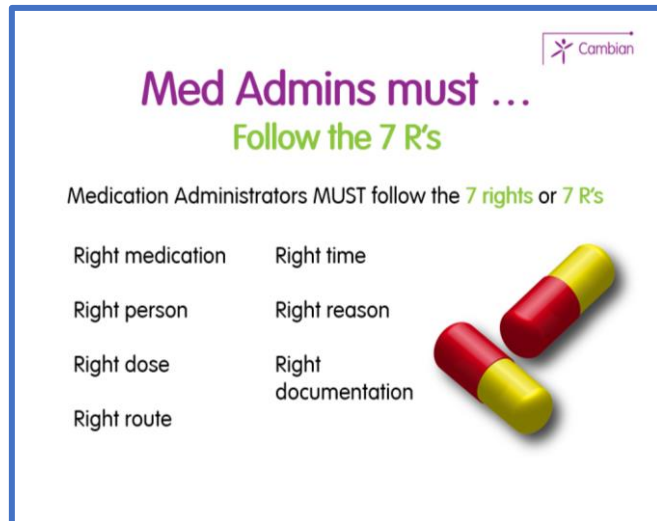 Cambian
Med Admins must ...
Follow the 7 R's
Medication Administrators MUST follow the 7 rights or 7 R's
Right medication
Right person
Right dose
Right route
Right time
Right reason
Right
documentation